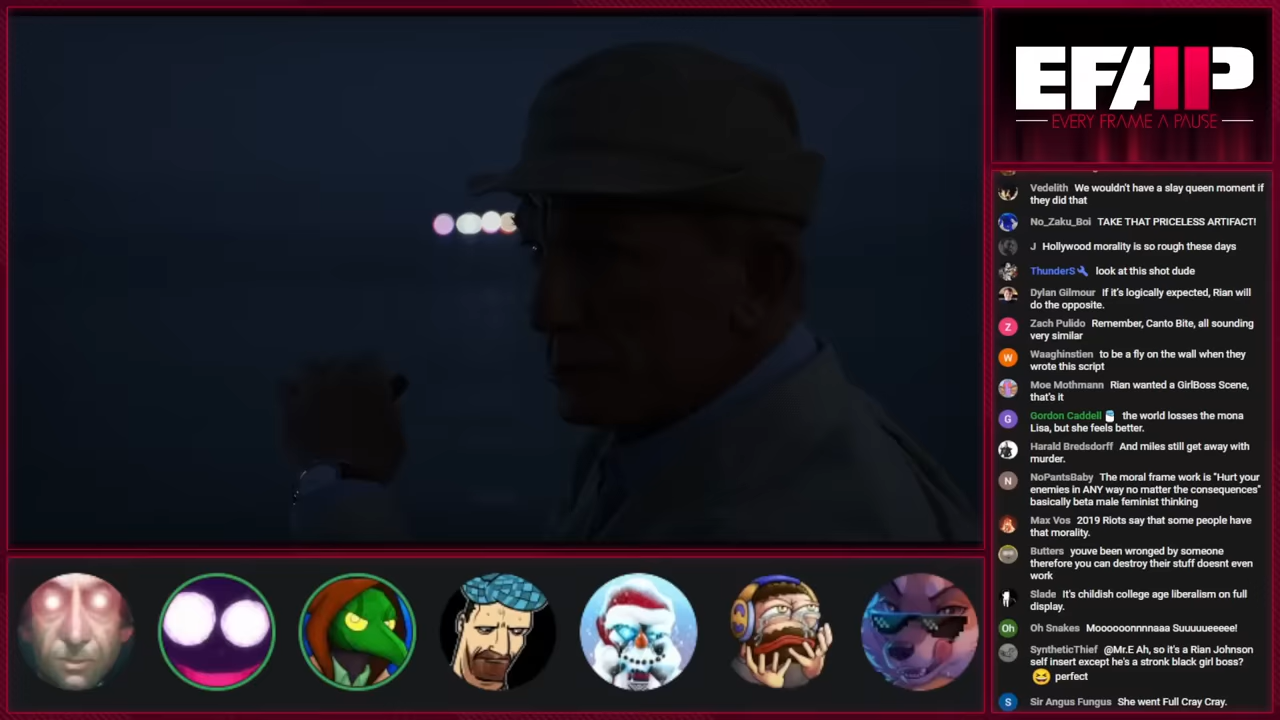 EFAP
EVERY FRAME A PAUSE
Vedelith We wouldn't have a slay queen moment if
they did that
No_Zaku_Boi TAKE THAT PRICELESS ARTIFACT!
J Hollywood morality is so rough these days
ThunderS look at this shot dude
Dylan Gilmour If it's logically expected, Rian will
do the opposite.
Zach Pulido Remember, Canto Bite, all sounding
very similar
Waaghinstien to be a fly on the wall when they
wrote this script
Moe Mothmann Rian wanted a GirlBoss Scene,
that's it
Gordon Caddell the world losses the mona
Lisa, but she feels better.
Harald Bredsdorff And miles still get away with
murder.
NoPantsBaby The moral frame work is "Hurt your
enemies in ANY way no matter the consequences"
basically beta male feminist thinking
Max Vos 2019 Riots say that some people have
that morality.
Butters youve been wronged by someone
therefore you can destroy their stuff doesnt even
work
Slade It's childish college age liberalism on full
display.
Oh Snakes Moooooonnnnaaa Suuuuueeeee!
SyntheticThief @Mr.E Ah, so it's a Rian Johnson
self insert except he's a stronk black girl boss?
perfect
Sir Angus Fungus She went Full Cray Cray.
Z
W
G
N
Oh
S